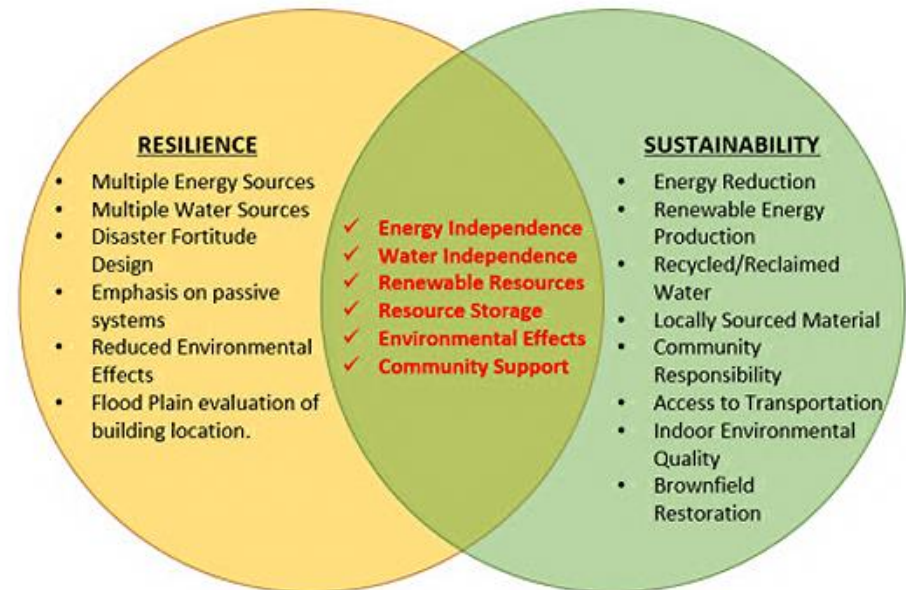 RESILIENCE
• Multiple Energy Sources
• Multiple Water Sources
• Disaster Fortitude
Design
• Emphasis on passive
systems
• Reduced Environmental
Effects
• Flood Plain evaluation of
building location.
✓ Energy Independence
✓ Water Independence
✓ Renewable Resources
✓ Resource Storage
✓ Environmental Effects
✓ Community Support
SUSTAINABILITY
• Energy Reduction
• Renewable Energy
Production
• Recycled/Reclaimed
Water
• Locally Sourced Material
• Community
Responsibility
• Access to Transportation
• Indoor Environmental
Quality
• Brownfield
Restoration